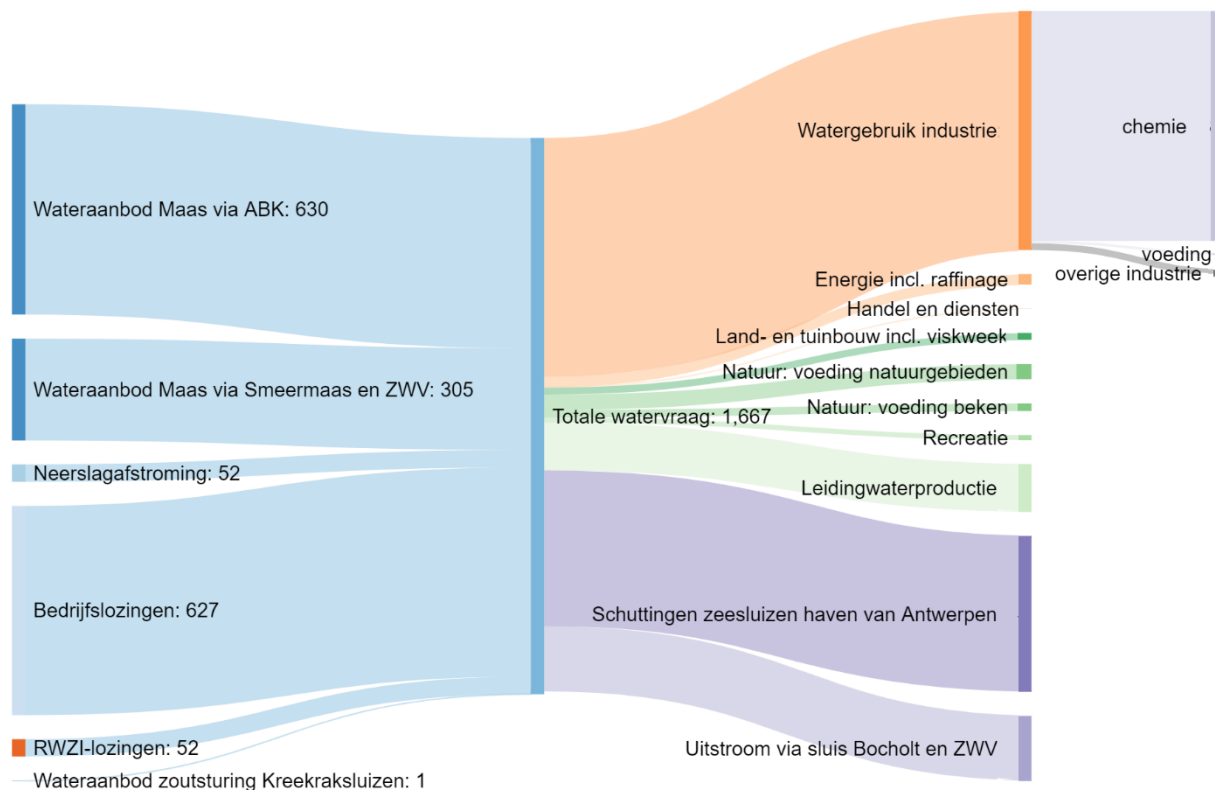 Wateraanbod Maas via ABK: 630
Wateraanbod Maas via Smeermaas en ZWV: 305
Neerslagafstroming: 52
Bedrijfslozingen: 627
RWZI-lozingen: 52
Wateraanbod zoutsturing Kreekraksluizen: 1
Totale watervraag: 1,667
Watergebruik industrie
Energie incl. raffinage
Handel en diensten
Land- en tuinbouw incl. viskweek
Natuur: voeding natuurgebieden
Natuur: voeding beken
Recreatie
Leidingwaterproductie
Schuttingen zeesluizen haven van Antwerpen
Uitstroom via sluis Bocholt en ZWV
chemie
voeding
overige industrie